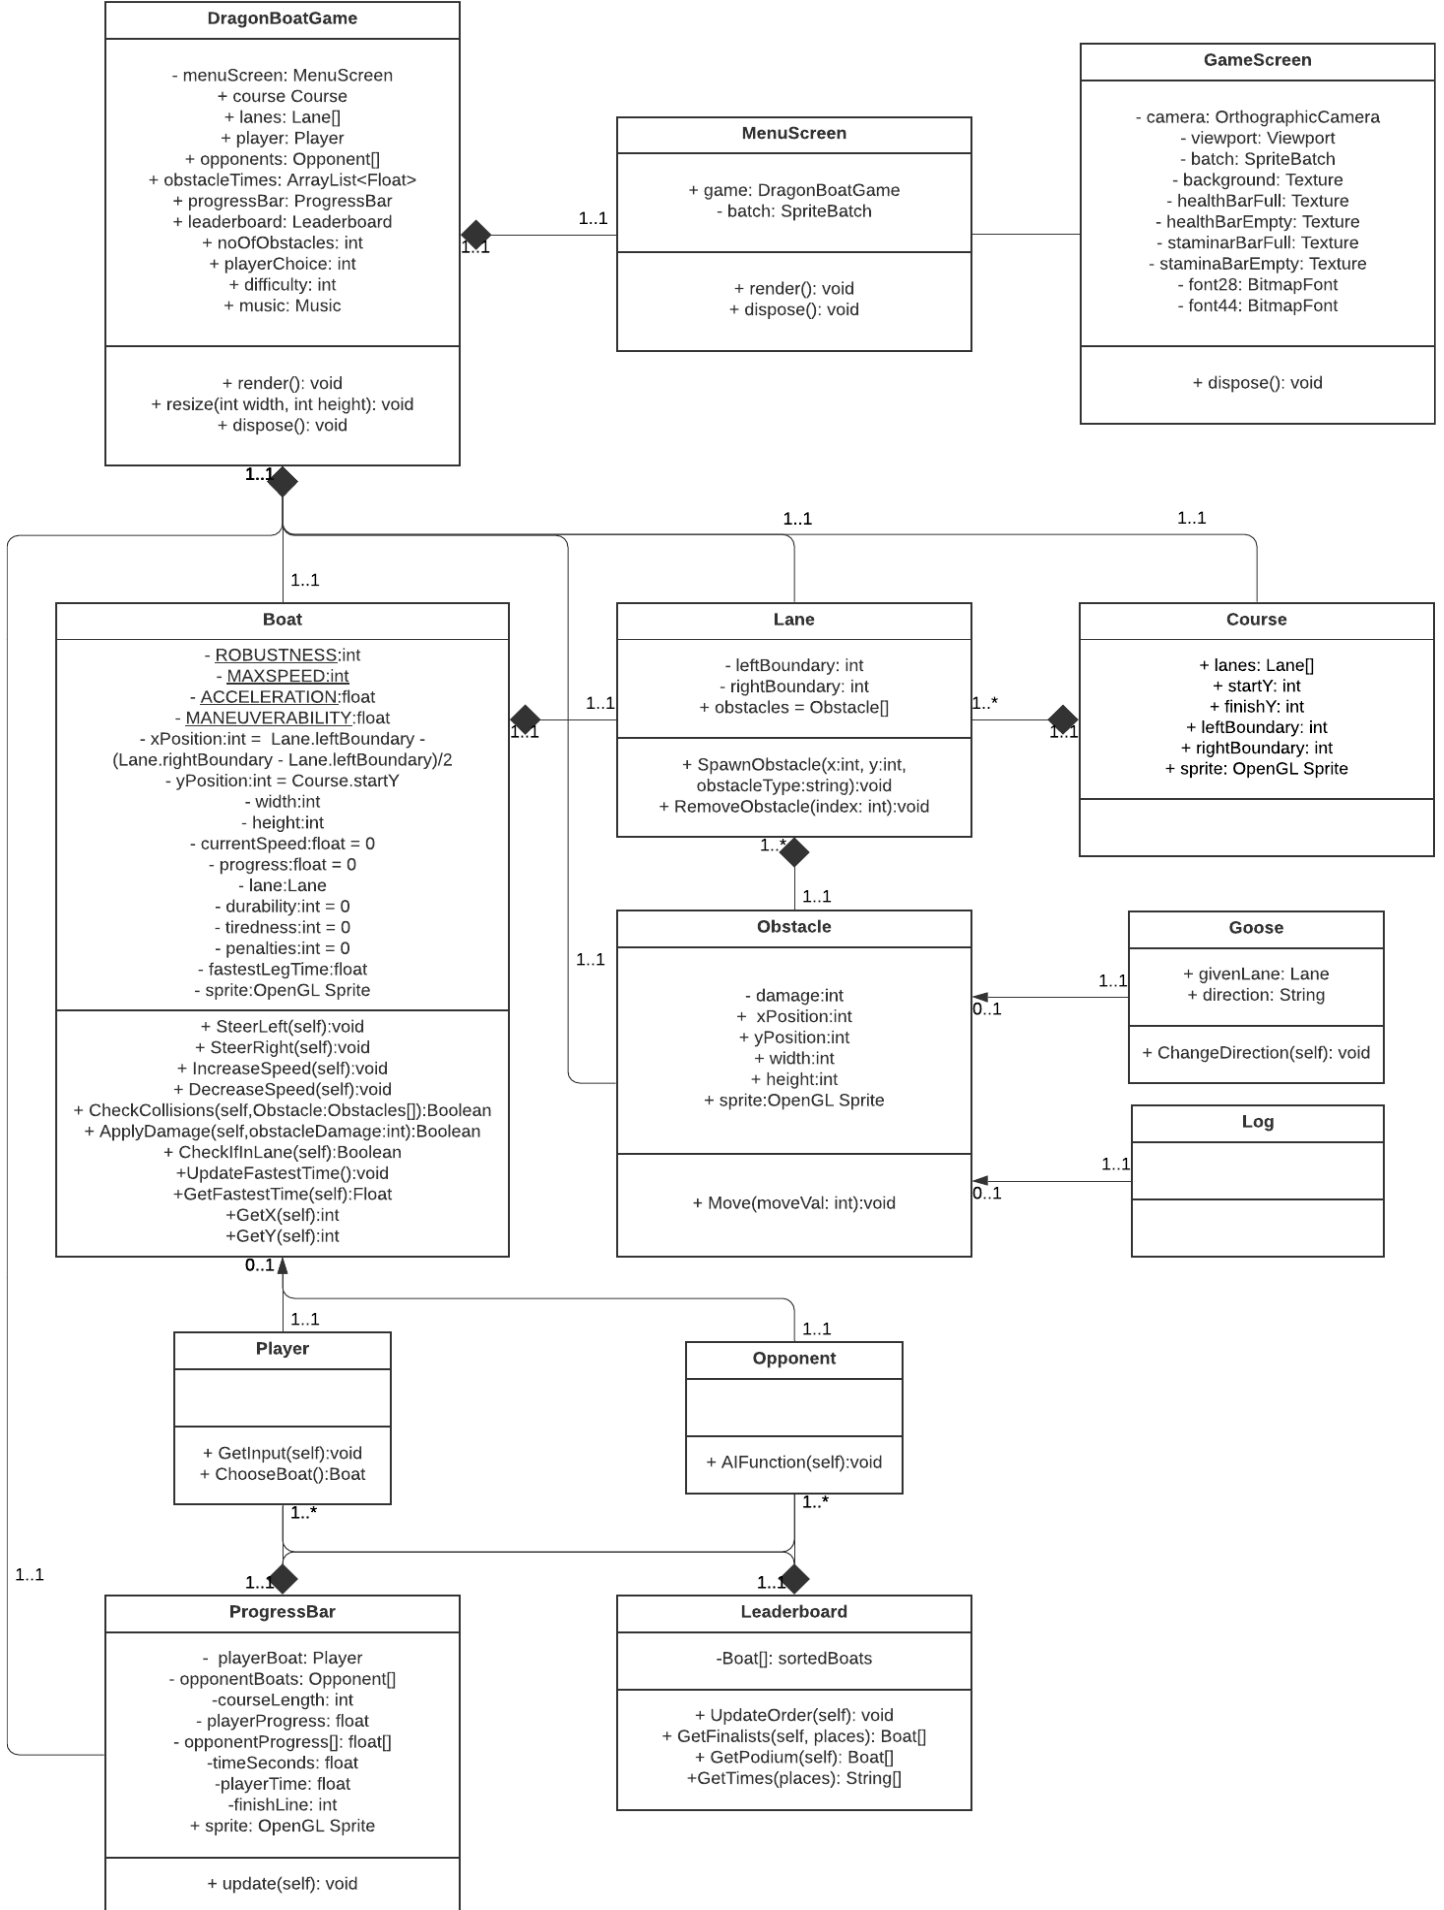 DragonBoatGame
- menuScreen: MenuScreen
+ course Course
+ lanes: Lane[]
+ player: Player
+ opponents: Opponent[]
+ obstacleTimes: ArrayList<Float>
+ progressBar: ProgressBar
+ leaderboard: Leaderboard
+ noOfObstacles: int
+ playerChoice: int
+ difficulty: int
+ music: Music
+ render(): void
+ resize(int width, int height): void
+ dispose(): void
1..1
1..1
MenuScreen
+ game: DragonBoatGame
- batch: SpriteBatch
+ render(): void
+ dispose(): void
GameScreen
- camera: OrthographicCamera
- viewport: Viewport
- batch: SpriteBatch
- background: Texture
- healthBarFull: Texture
- healthBarEmpty: Texture
- staminarBarFull: Texture
- staminaBarEmpty: Texture
- font28: BitmapFont
- font44: BitmapFont
+ dispose(): void
1..1
1..1
1..1
1..1
Boat
- ROBUSTNESS:int
- MAXSPEED:int
- ACCELERATION:float
- MANEUVERABILITY:float
- xPosition:int =  Lane.leftBoundary -
(Lane.rightBoundary - Lane.leftBoundary)/2
- yPosition:int = Course.startY
- width:int
- height:int
- currentSpeed:float = 0
- progress:float = 0
- lane:Lane
- durability:int = 0
- tiredness:int = 0
- penalties:int = 0
- fastestLegTime:float
- sprite:OpenGL Sprite
+ SteerLeft(self):void
+ SteerRight(self):void
+ IncreaseSpeed(self):void
+ DecreaseSpeed(self):void
+ CheckCollisions(self,Obstacle:Obstacles[]):Boolean
+ ApplyDamage(self,obstacleDamage:int):Boolean
+ CheckIfInLane(self):Boolean
+UpdateFastestTime():void
+GetFastestTime(self):Float
+GetX(self):int
+GetY(self):int
1..1
1..1
Lane
- leftBoundary: int
- rightBoundary: int
+ obstacles = Obstacle[]
+ SpawnObstacle(x:int, y:int,
obstacleType:string):void
+ RemoveObstacle(index: int):void
1..*
1..1
Course
+ lanes: Lane[]
+ startY: int
+ finishY: int
+ leftBoundary: int
+ rightBoundary: int
+ sprite: OpenGL Sprite
1..*
1..1
1..1
Obstacle
- damage:int
+  xPosition:int
+ yPosition:int
+ width:int
+ height:int
+ sprite:OpenGL Sprite
+ Move(moveVal: int):void
1..1
0..1
Goose
+ givenLane: Lane
+ direction: String
+ ChangeDirection(self): void
1..1
0..1
Log
0..1
1..1
1..1
Player
+ GetInput(self):void
+ ChooseBoat():Boat
Opponent
+ AIFunction(self):void
1..*
1..*
1..1
1..1
1..1
ProgressBar
-  playerBoat: Player
- opponentBoats: Opponent[]
-courseLength: int
- playerProgress: float
- opponentProgress[]: float[]
-timeSeconds: float
-playerTime: float
-finishLine: int
+ sprite: OpenGL Sprite
+ update(self): void
Leaderboard
-Boat[]: sortedBoats
+ UpdateOrder(self): void
+ GetFinalists(self, places): Boat[]
+ GetPodium(self): Boat[]
+GetTimes(places): String[]